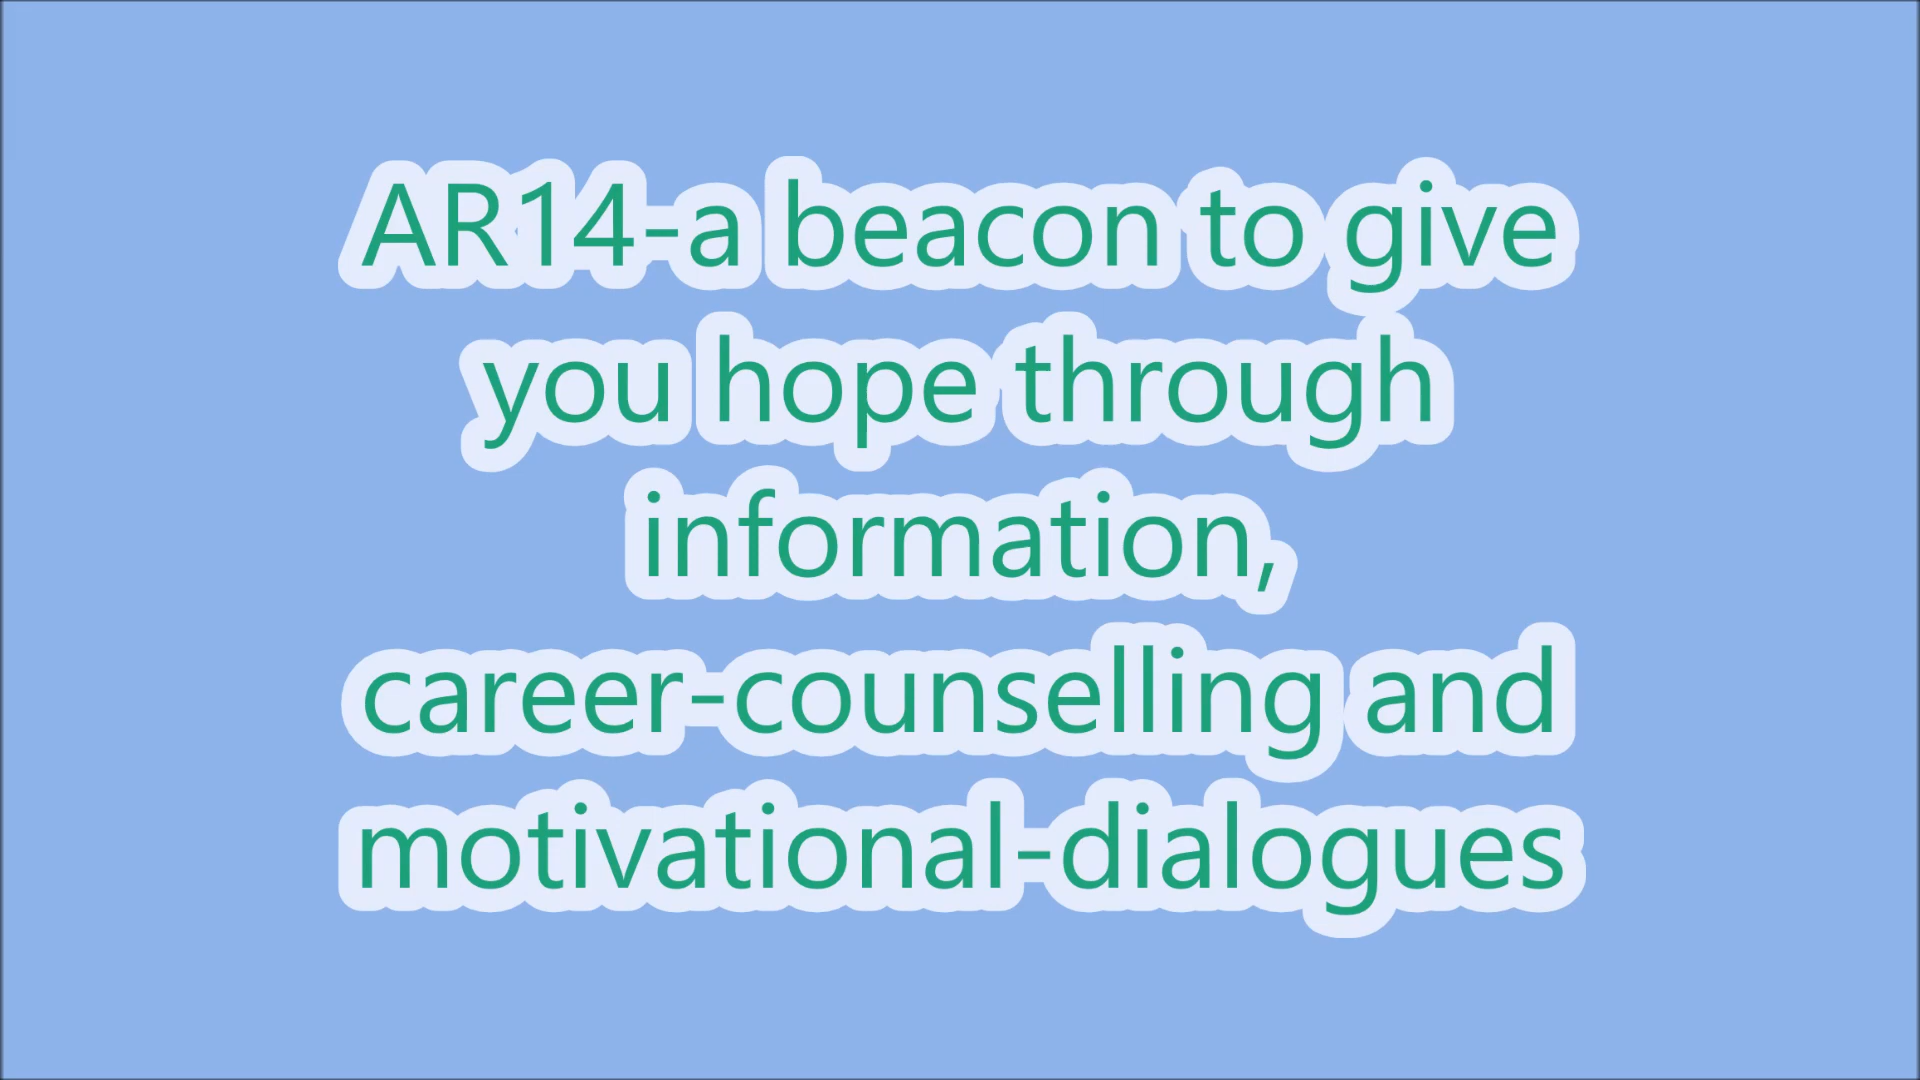 AR14-a beacon to give
you hope through
information,
career-counselling and
motivational-dialogues